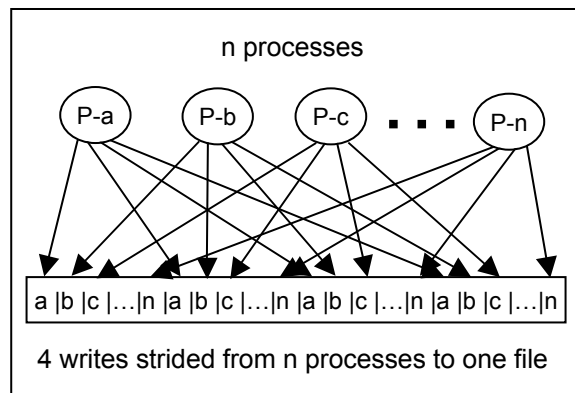 n processes
P-a P-b P-c . . . P-n
a |b |c |...|n |a |b |c |...|n |a |b |c |...|n |a |b |c |...|n
4 writes strided from n processes to one file